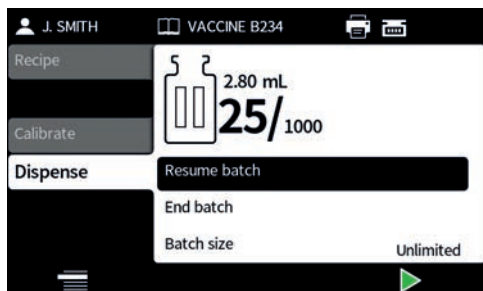 J. SMITH
VACCINE B234
Recipe
Calibrate
Dispense
2.80 mL
25/1000
Resume batch
End batch
Batch size Unlimited